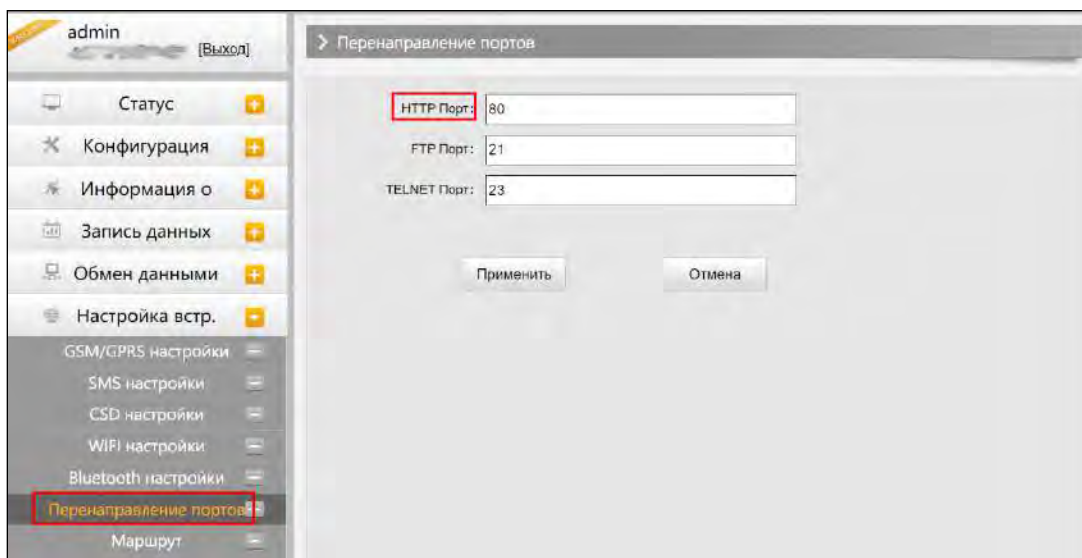 admin
[Выход]
Статус
Конфигурация
Информация о
Запись данных
Обмен данными
Настройка встр.
GSM/GPRS настройки
SMS настройки
CSD настройки
WIFI настройки
Bluetooth настройки
Перенаправление портов
Маршрут
Перенаправление портов
HTTP Порт: 80
FTP Порт: 21
TELNET Порт: 23
Применить Отмена